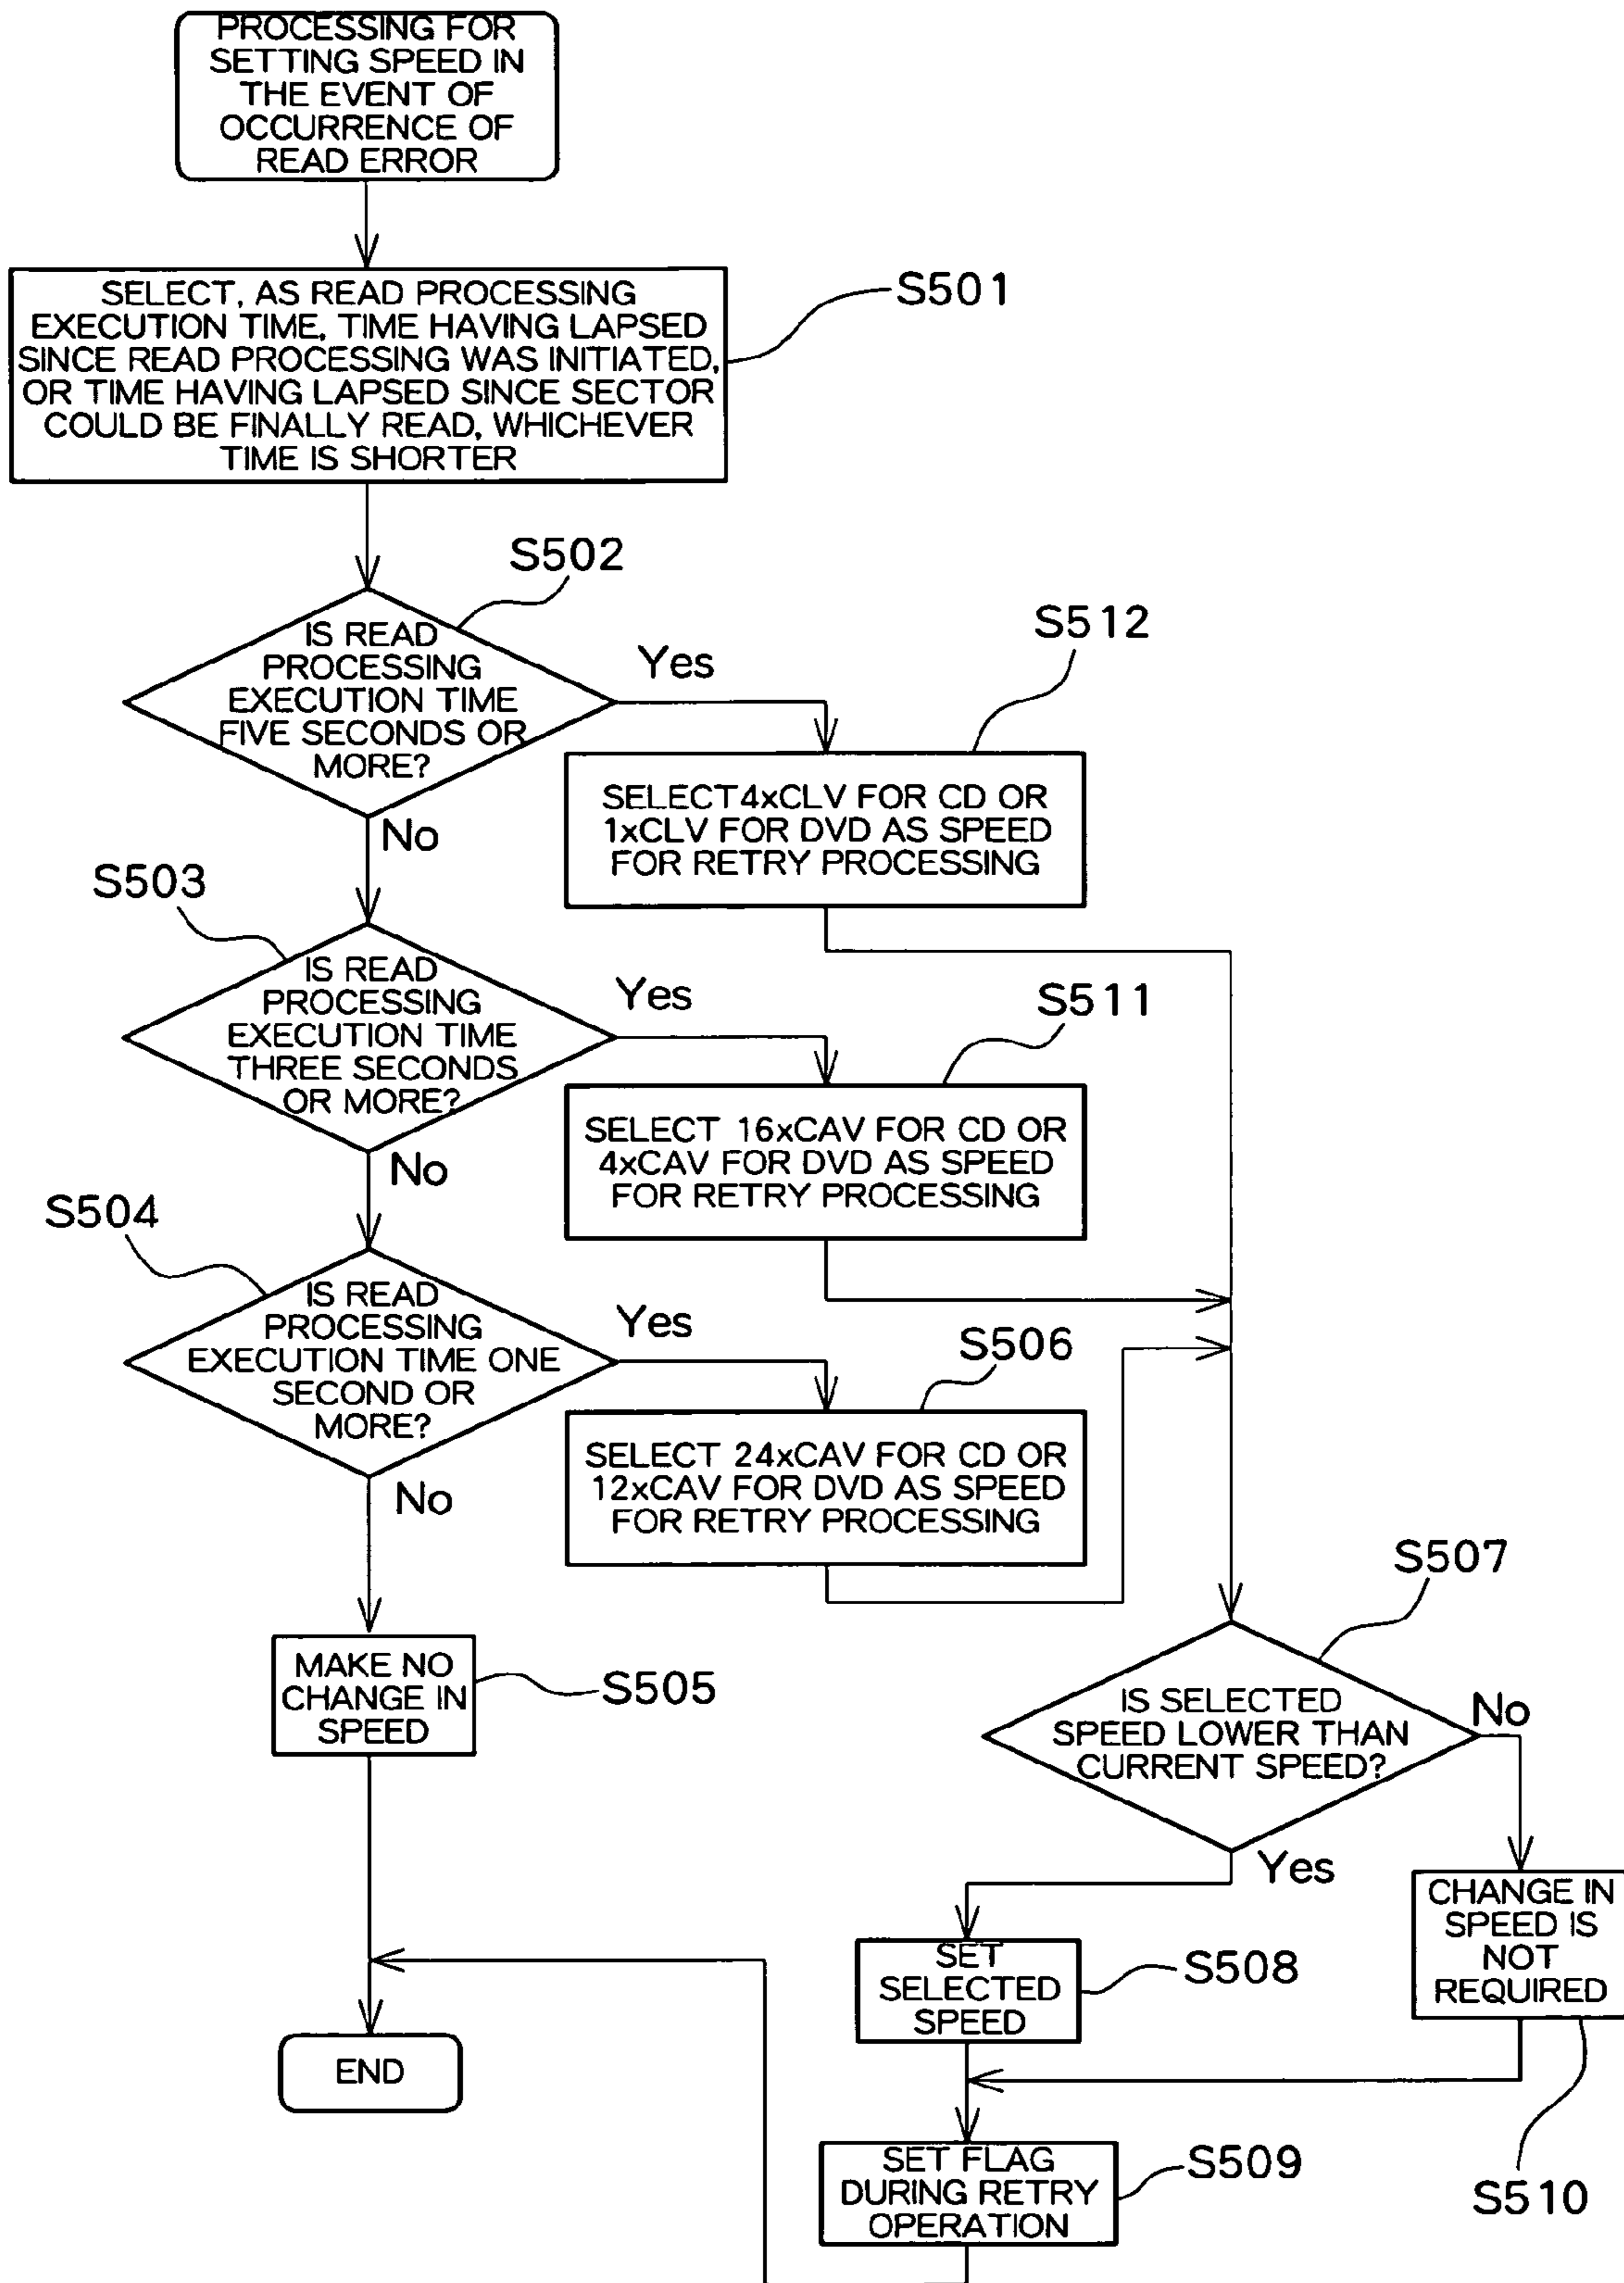 PROCESSING FOR
SETTING SPEED IN
THE EVENT OF
OCCURRENCE OF
READ ERROR
SELECT, AS READ PROCESSING
EXECUTION TIME, TIME HAVING LAPSED
SINCE READ PROCESSING WAS INITIATED,
OR TIME HAVING LAPSED SINCE SECTOR
COULD BE FINALLY READ, WHICHEVER
TIME IS SHORTER
S501
S502
IS READ
PROCESSING
EXECUTION TIME
FIVE SECONDS OR
MORE?
Yes
No
S512
SELECT4xCLV FOR CD OR
1xCLV FOR DVD AS SPEED
FOR RETRY PROCESSING
S503
IS READ
PROCESSING
EXECUTION TIME
THREE SECONDS
OR MORE?
Yes
No
S511
SELECT 16xCAV FOR CD OR
4xCAV FOR DVD AS SPEED
FOR RETRY PROCESSING
S504
IS READ
PROCESSING
EXECUTION TIME ONE
SECOND OR
MORE?
Yes
No
S506
SELECT 24xCAV FOR CD OR
12xCAV FOR DVD AS SPEED
FOR RETRY PROCESSING
MAKE NO
CHANGE IN
SPEED
S505
S507
IS SELECTED
SPEED LOWER THAN
CURRENT SPEED?
No
Yes
CHANGE IN
SPEED IS
NOT
REQUIRED
S510
SET
SELECTED
SPEED
S508
END
SET FLAG
DURING RETRY
OPERATION
S509